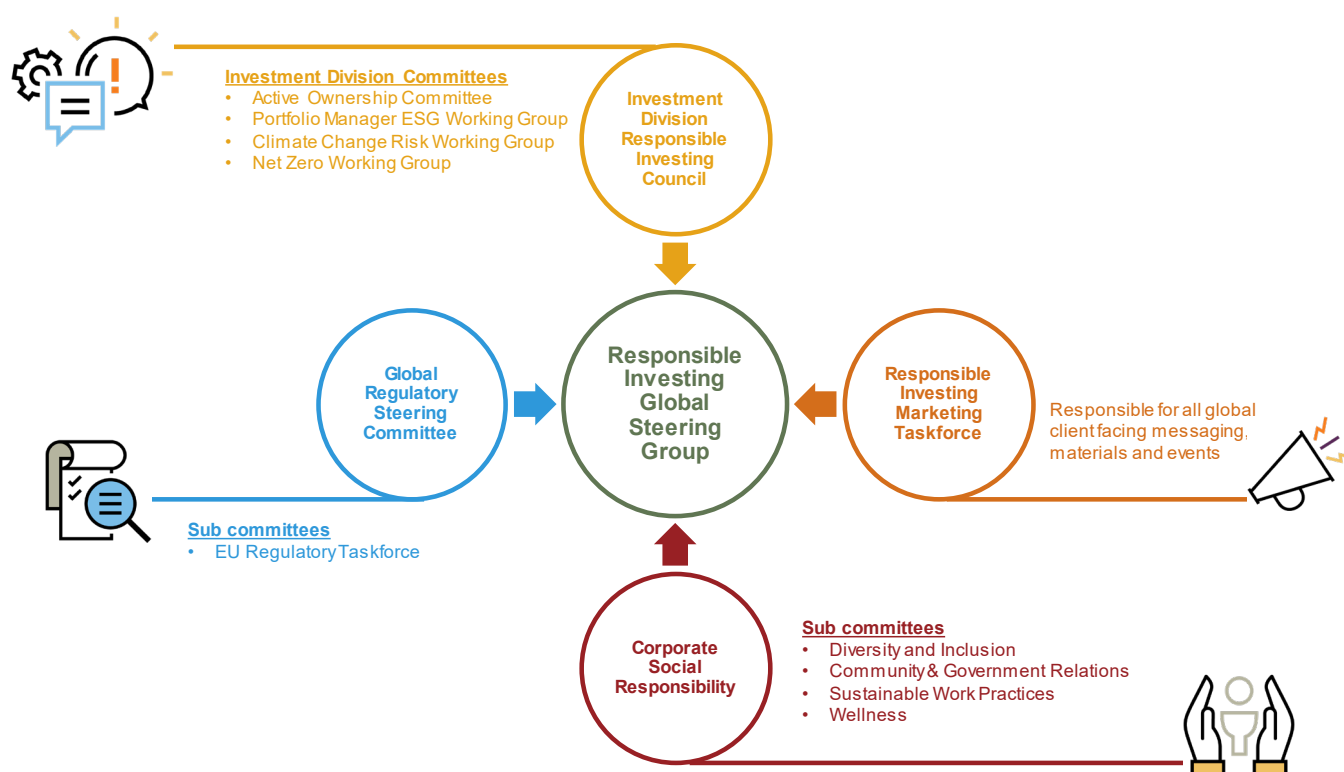 Investment Division Committees
• Active Ownership Committee
• Portfolio Manager ESG Working Group
• Climate Change Risk Working Group
• Net Zero Working Group
Investment
Division
Responsible
Investing
Council
Global
Regulatory
Steering
Committee
Responsible
Investing
Global
Steering
Group
Responsible
Investing
Marketing
Taskforce
Responsible for all global
client facing messaging,
materials and events
Sub committees
• EU Regulatory Taskforce
Corporate
Social
Responsibility
Sub committees
• Diversity and Inclusion
• Community & Government Relations
• Sustainable Work Practices
• Wellness